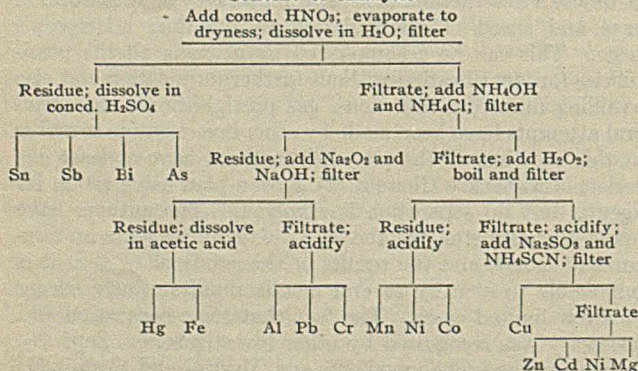 Add concd. HNO₃; evaporate to
dryness; dissolve in H₂O; filter
Residue; dissolve in
concd. H₂SO₄
Filtrate; add NH₄OH
and NH₄Cl; filter
Sn Sb Bi As
Residue; add Na₂O₂ and
NaOH; filter
Filtrate; add H₂O₂;
boil and filter
Residue; dissolve
in acetic acid
Filtrate;
acidify
Residue;
acidify
Filtrate; acidify;
add Na₂SO₃ and
NH₄SCN; filter
Hg Fe
Al Pb Cr
Mn Ni Co
Cu
Filtrate
Zn Cd Ni Mg